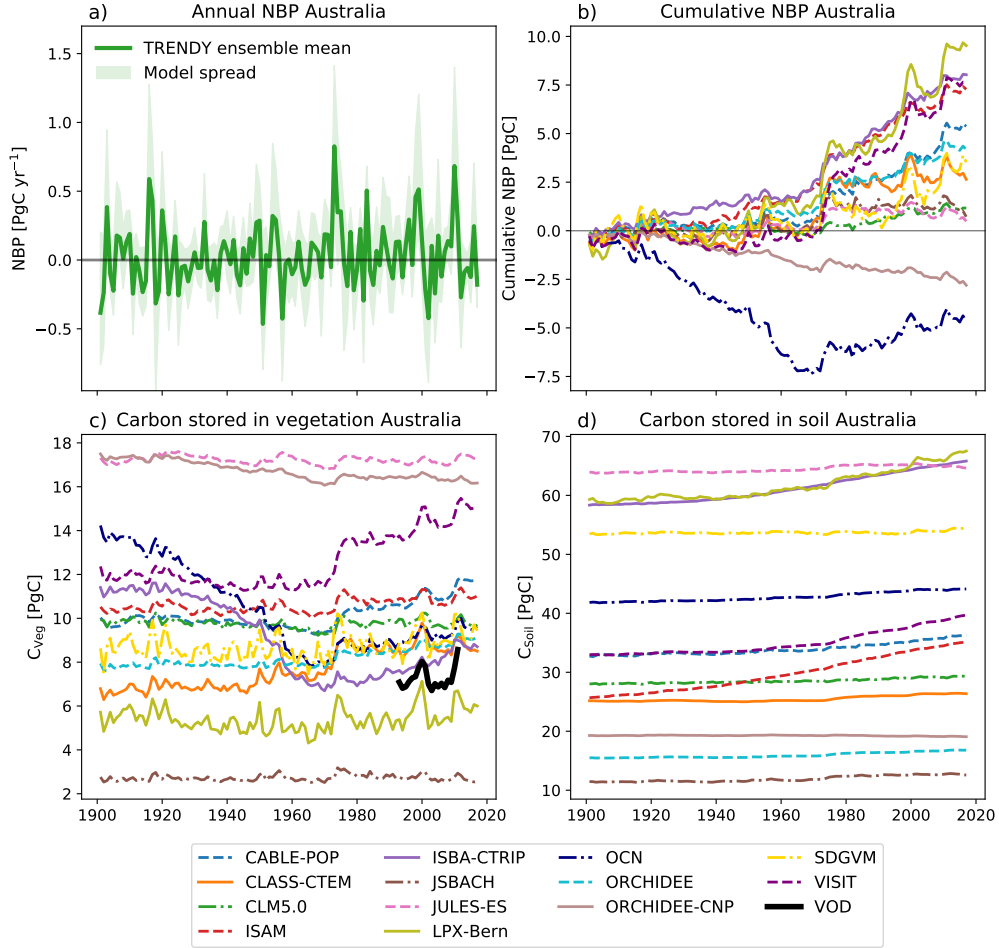 a) Annual NBP Australia
b) Cumulative NBP Australia
NBP [PgC yr⁻¹]
1.5
1.0
0.5
0.0
−0.5
TRENDY ensemble mean
Model spread
Cumulative NBP [PgC]
10.0
7.5
5.0
2.5
0.0
−2.5
−5.0
−7.5
c) Carbon stored in vegetation Australia
d) Carbon stored in soil Australia
C_Veg [PgC]
18
16
14
12
10
8
6
4
2
1900 1920 1940 1960 1980 2000 2020
C_Soil [PgC]
70
60
50
40
30
20
10
1900 1920 1940 1960 1980 2000 2020
CABLE-POP ISBA-CTRIP OCN SDGVM
CLASS-CTEM JSBACH ORCHIDEE VISIT
CLM5.0 JULES-ES ORCHIDEE-CNP VOD
ISAM LPX-Bern